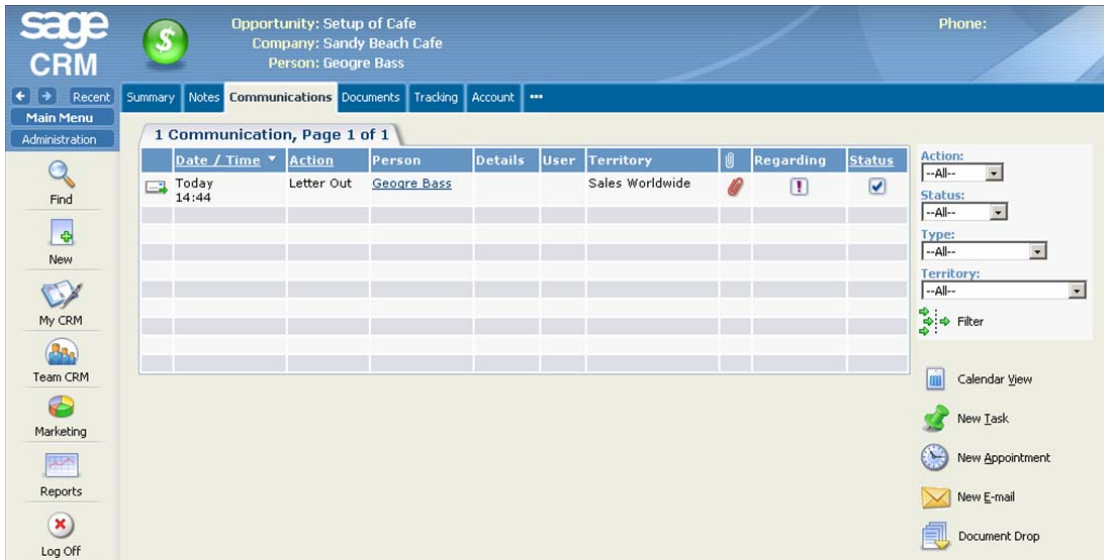 sage
CRM
Opportunity: Setup of Cafe
Company: Sandy Beach Cafe
Person: Geogre Bass
Phone:
Recent
Main Menu
Administration
Find
New
My CRM
Team CRM
Marketing
Reports
Log Off
Summary Notes Communications Documents Tracking Account
1 Communication, Page 1 of 1
Date / Time Action Person Details User Territory Regarding Status
Today Letter Out Geogre Bass Sales Worldwide
14:44
Action:
--All--
Status:
--All--
Type:
--All--
Territory:
--All--
Filter
Calendar View
New Task
New Appointment
New E-mail
Document Drop